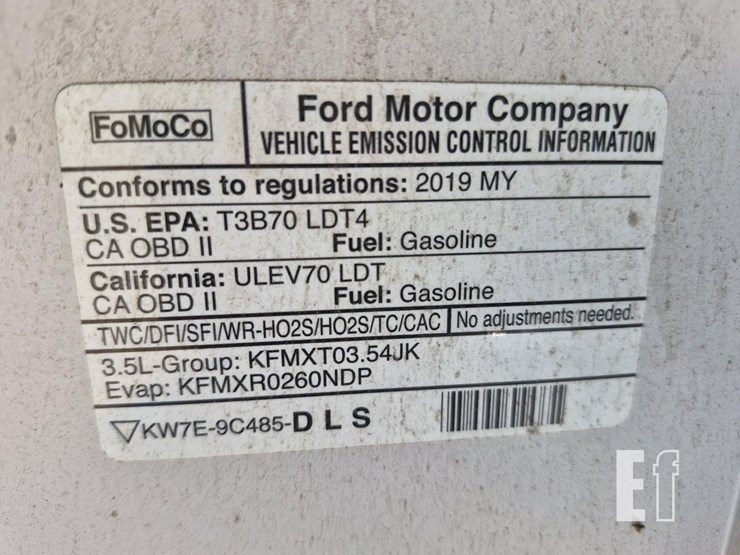 FoMoCo
Ford Motor Company
VEHICLE EMISSION CONTROL INFORMATION
Conforms to regulations: 2019 MY
U.S. EPA: T3B70 LDT4
CA OBD II Fuel: Gasoline
California: ULEV70 LDT
CA OBD II Fuel: Gasoline
TWC/DFI/SFI/WR-HO2S/HO2S/TC/CAC No adjustments needed.
3.5L-Group: KFMXT03.54JK
Evap: KFMXR0260NDP
KW7E-9C485-D L S
Ef